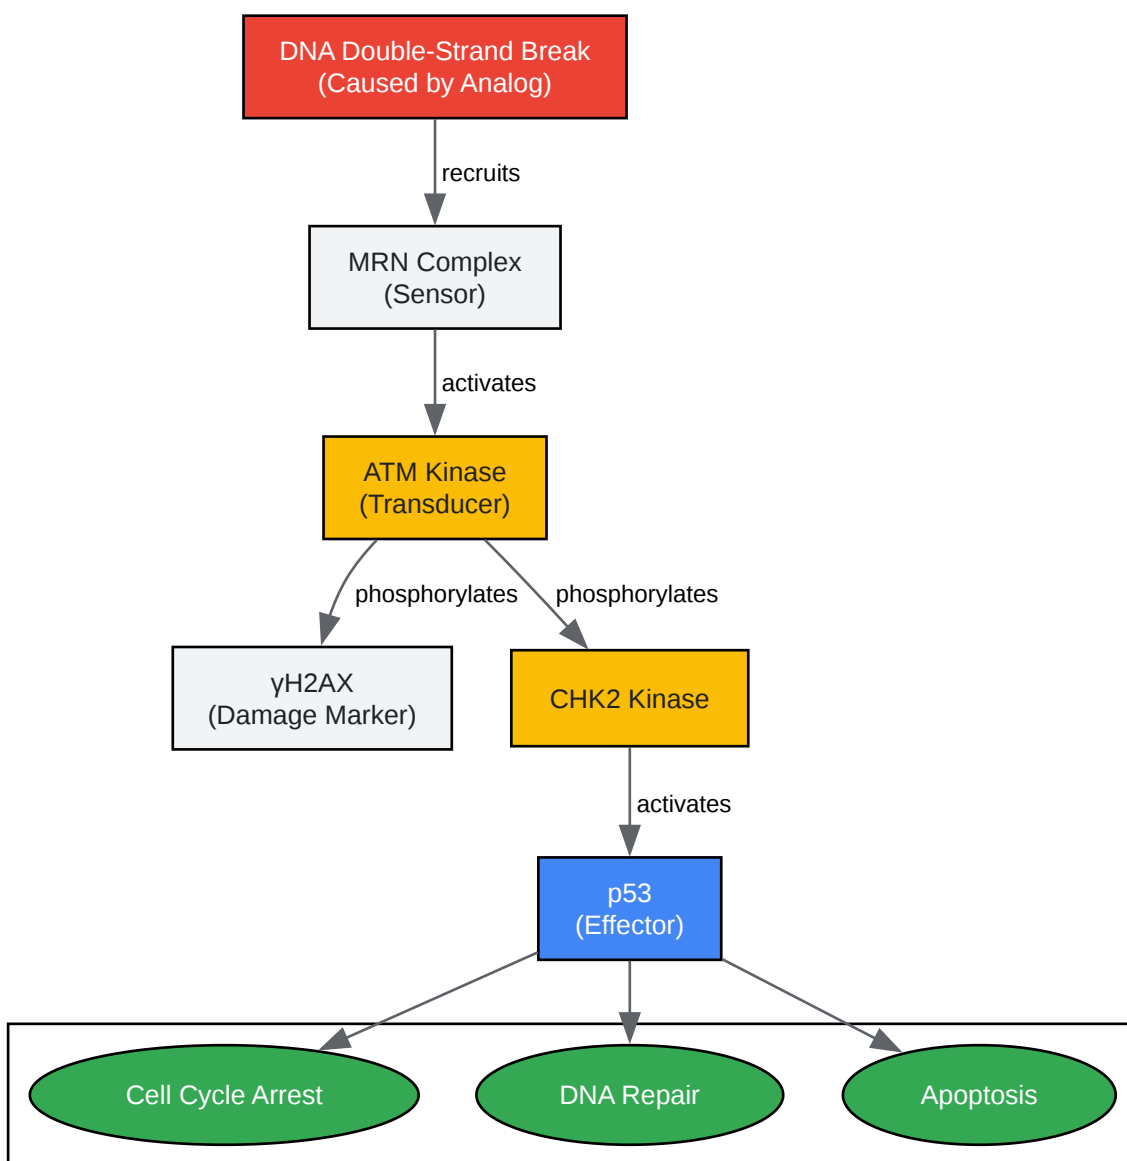 DNA Double-Strand Break
(Caused by Analog)
recruits
MRN Complex
(Sensor)
activates
ATM Kinase
(Transducer)
phosphorylates
phosphorylates
γH2AX
(Damage Marker)
CHK2 Kinase
activates
p53
(Effector)
Cell Cycle Arrest
DNA Repair
Apoptosis